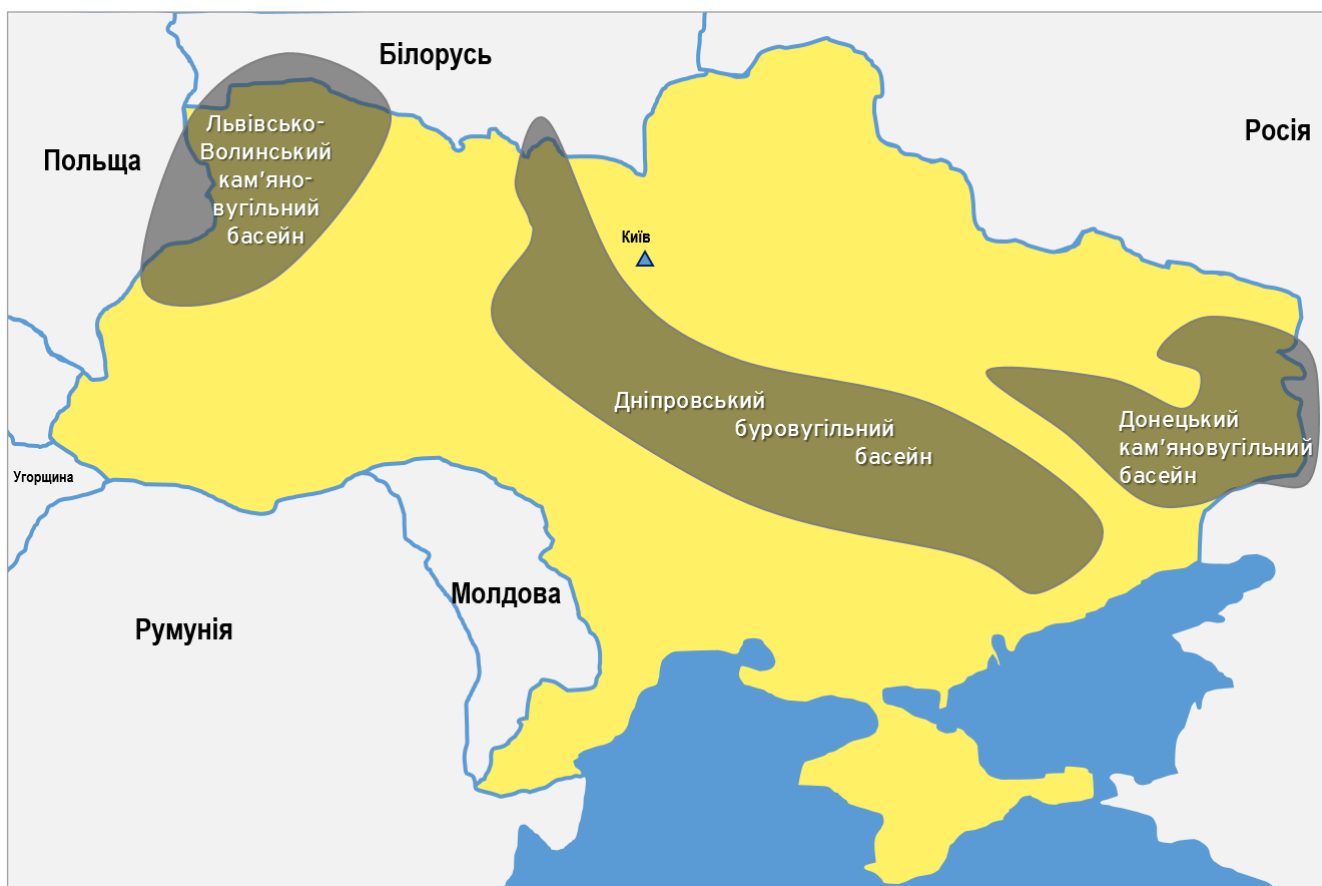 Білорусь
Росія
Польща
Львівсько-
Волинський
кам'яно-
вугільний
басейн
Київ
Дніпровський
буровугільний
басейн
Донецький
кам'яновугільний
басейн
Угорщина
Молдова
Румунія